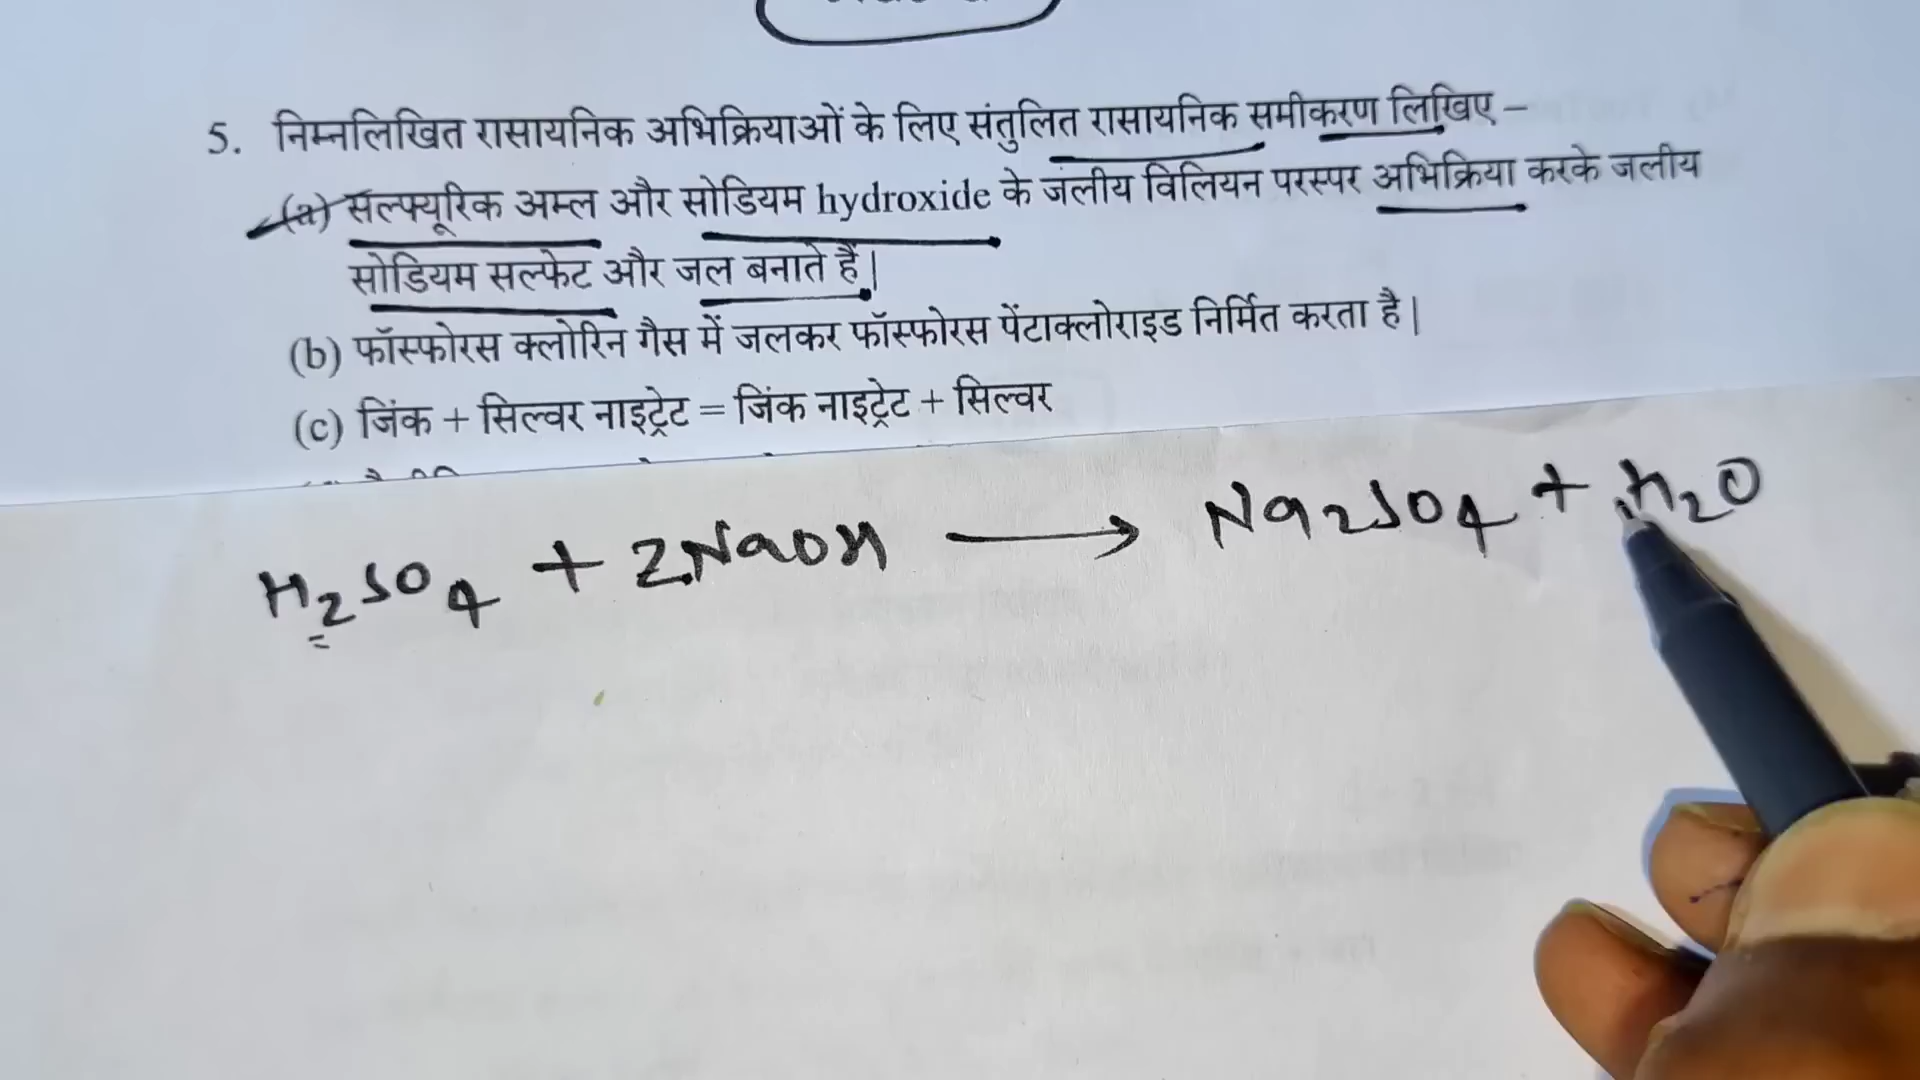 5. निम्नलिखित रासायनिक अभिक्रियाओं के लिए संतुलित रासायनिक समीकरण लिखिए –
(a) सल्फ्यूरिक अम्ल और सोडियम hydroxide के जलीय विलियन परस्पर अभिक्रिया करके जलीय
सोडियम सल्फेट और जल बनाते हैं|
(b) फॉस्फोरस क्लोरिन गैस में जलकर फॉस्फोरस पेंटाक्लोराइड निर्मित करता है|
(c) जिंक + सिल्वर नाइट्रेट = जिंक नाइट्रेट + सिल्वर
H₂SO₄ + 2NaOH ⟶ Na₂SO₄ + H₂O